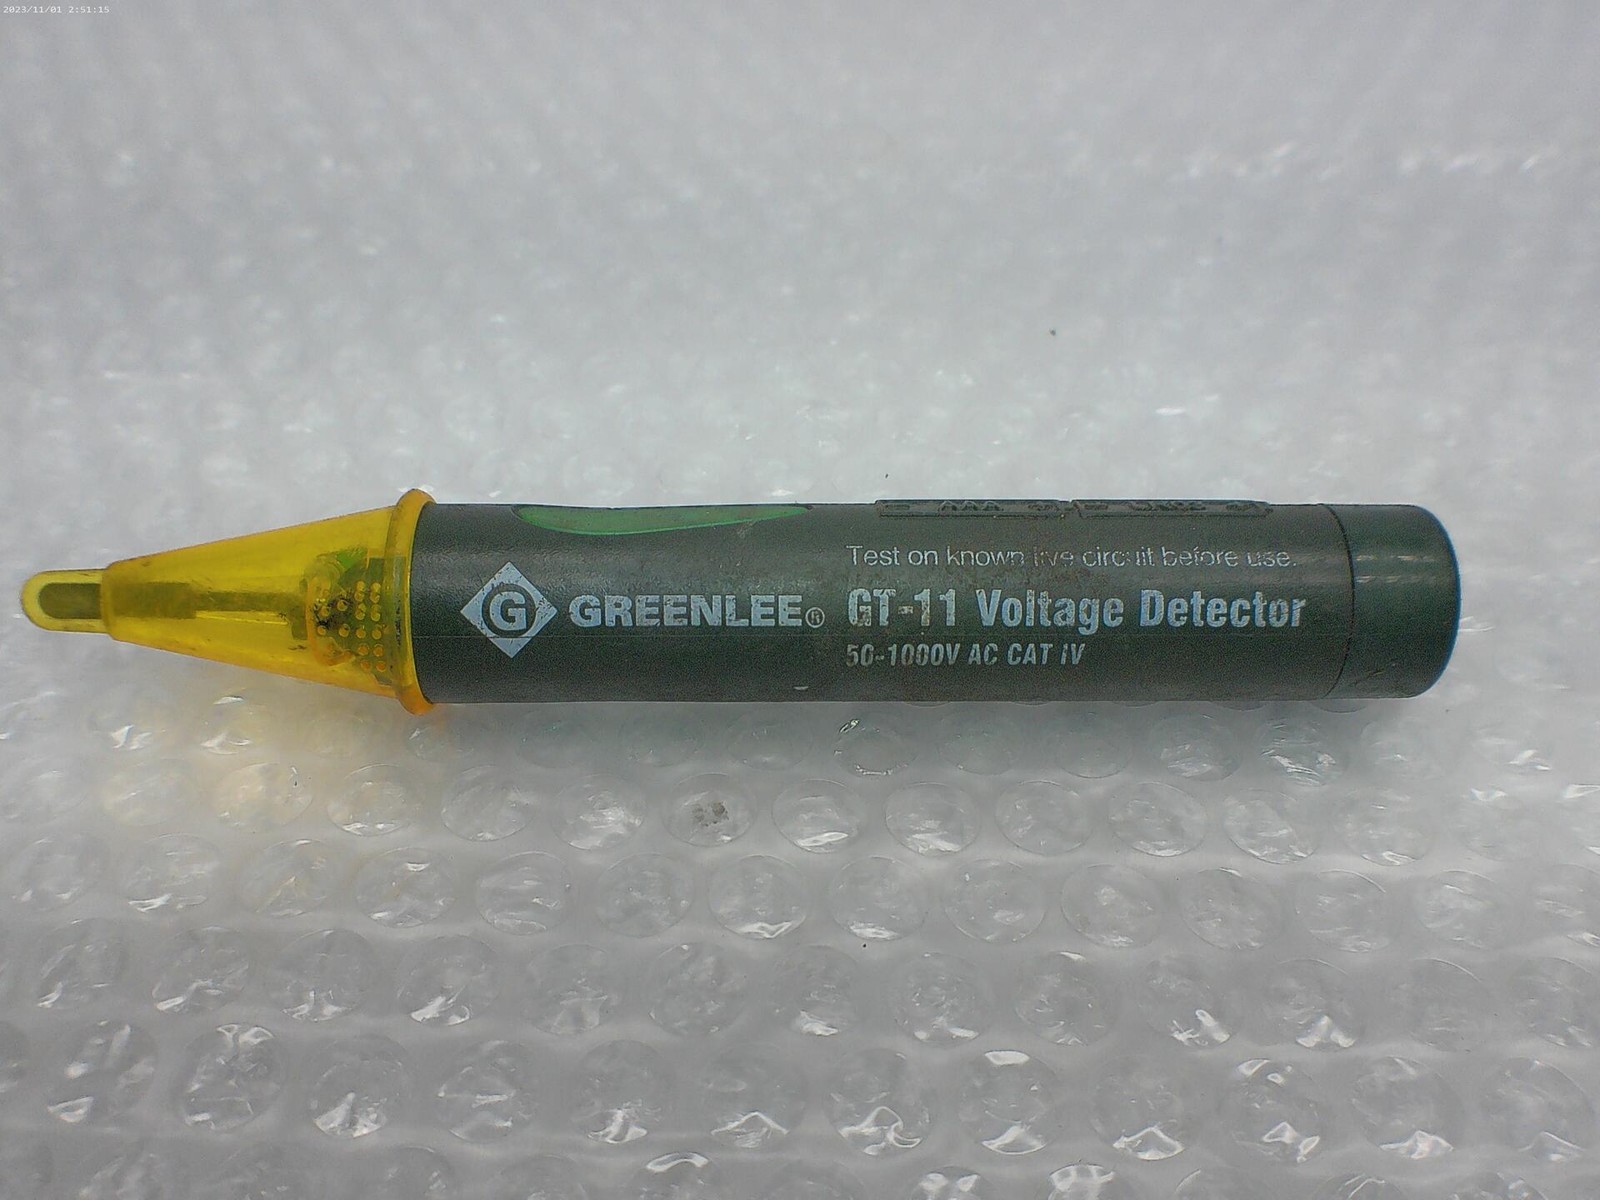 2023/11/01 2:51:15
AAA
Test on known live circuit before use.
G GREENLEE®
GT-11 Voltage Detector
50-1000V AC CAT IV